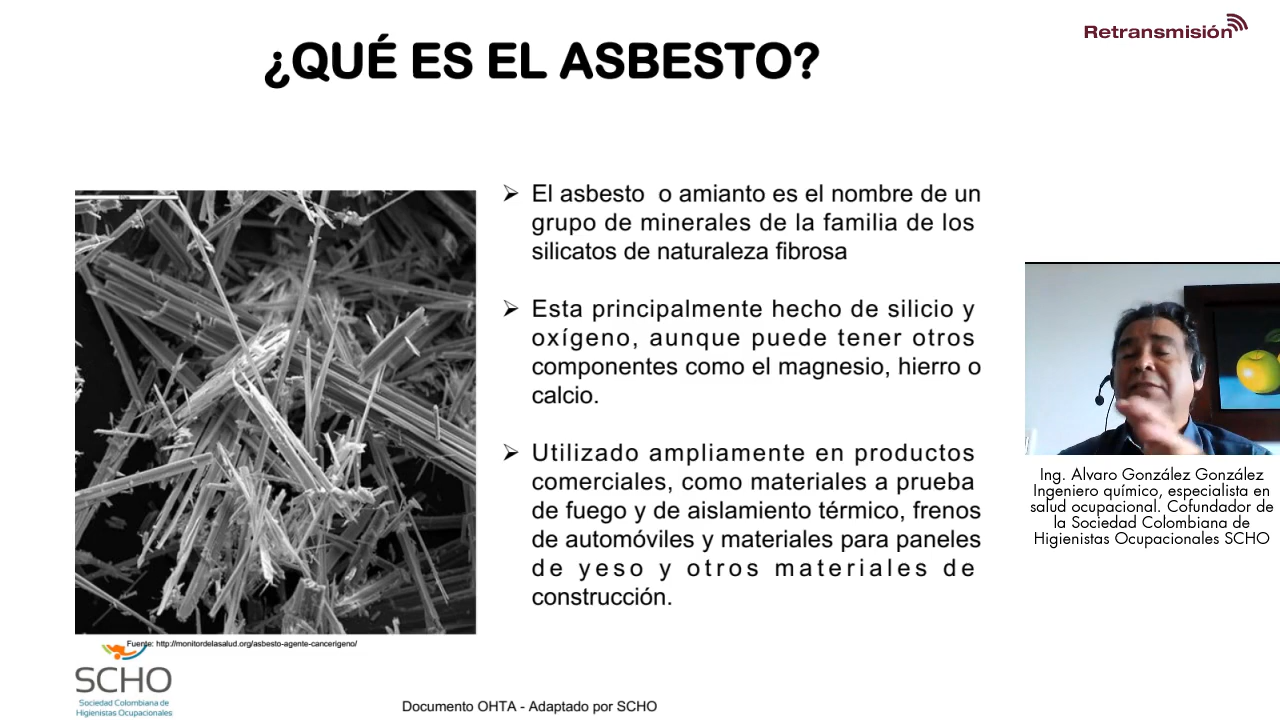 Retransmisión
¿QUÉ ES EL ASBESTO?
➢ El asbesto o amianto es el nombre de un
grupo de minerales de la familia de los
silicatos de naturaleza fibrosa
➢ Esta principalmente hecho de silicio y
oxígeno, aunque puede tener otros
componentes como el magnesio, hierro o
calcio.
➢ Utilizado ampliamente en productos
comerciales, como materiales a prueba
de fuego y de aislamiento térmico, frenos
de automóviles y materiales para paneles
de yeso y otros materiales de
construcción.
Ing. Alvaro González González
Ingeniero químico, especialista en
salud ocupacional. Cofundador de
la Sociedad Colombiana de
Higienistas Ocupacionales SCHO
Fuente: http://monitordelasalud.org/asbesto-agente-cancerigeno/
SCHO
Sociedad Colombiana de
Higienistas Ocupacionales
Documento OHTA - Adaptado por SCHO